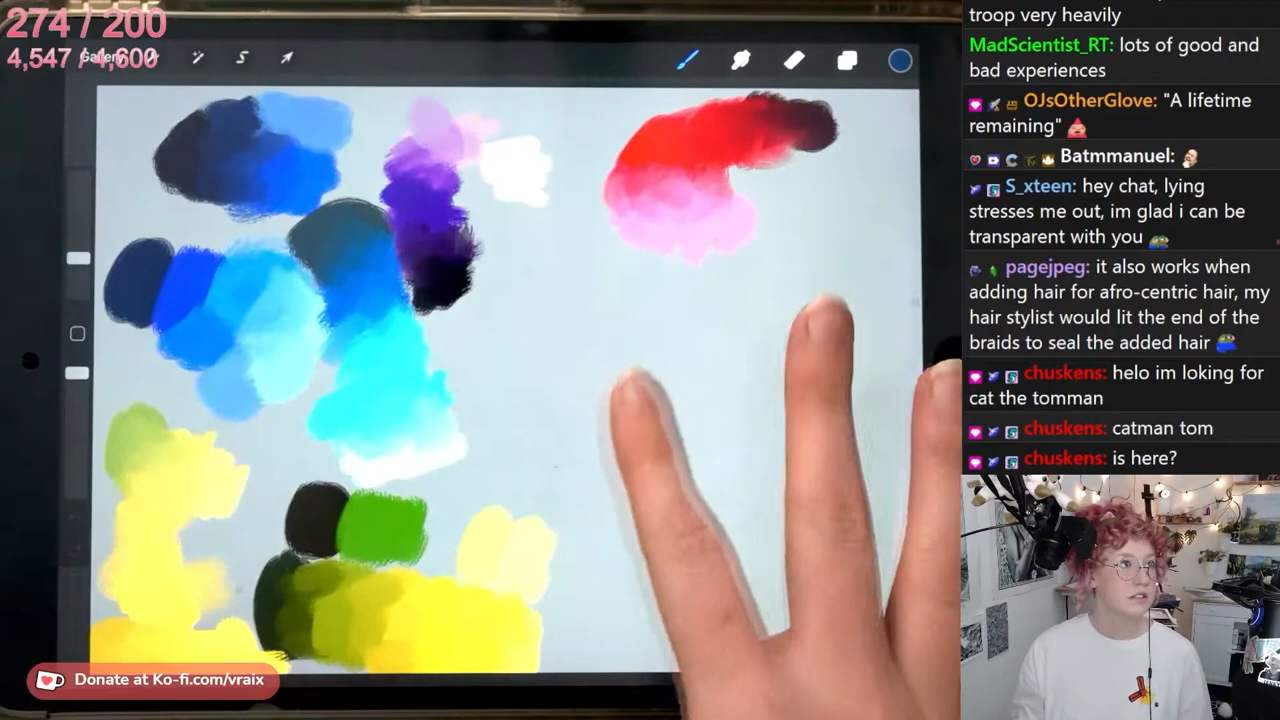 274 / 200
4,547 / 4,600
Gallery
troop very heavily
MadScientist_RT: lots of good and
bad experiences
OJsOtherGlove: "A lifetime
remaining"
Batmmanuel:
S_xteen: hey chat, lying
stresses me out, im glad i can be
transparent with you
pagejpeg: it also works when
adding hair for afro-centric hair, my
hair stylist would lit the end of the
braids to seal the added hair
chuskens: helo im loking for
cat the tomman
chuskens: catman tom
chuskens: is here?
Donate at Ko-fi.com/vraix